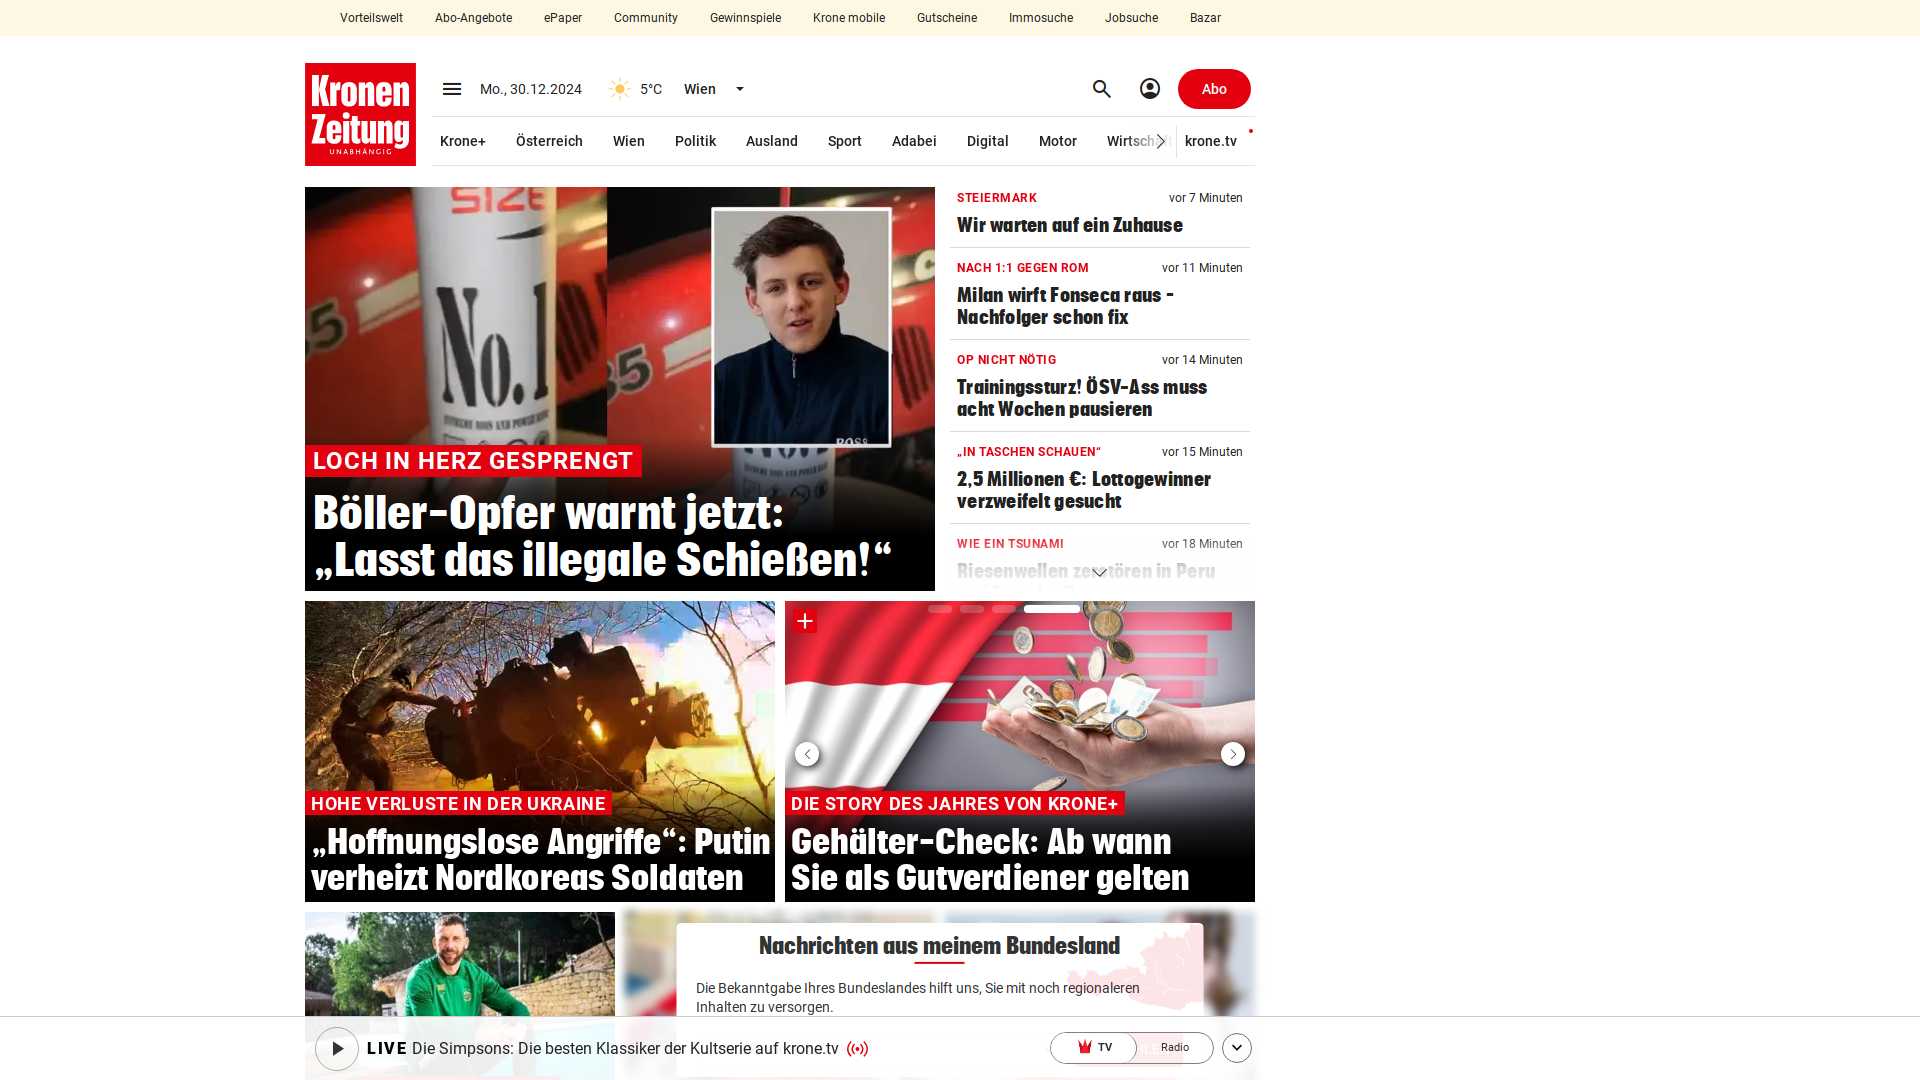 Vorteilswelt
Abo-Angebote
ePaper
Community
Gewinnspiele
Krone mobile
Gutscheine
Immosuche
Jobsuche
Bazar
Kronen
Zeitung
UNABHÄNGIG
Mo., 30.12.2024
5°C
Wien
Abo
Krone+
Österreich
Wien
Politik
Ausland
Sport
Adabei
Digital
Motor
krone.tv
SIZE
No.1
LOCH IN HERZ GESPRENGT
Böller-Opfer warnt jetzt:
„Lasst das illegale Schießen!“
STEIERMARK
vor 7 Minuten
Wir warten auf ein Zuhause
NACH 1:1 GEGEN ROM
vor 11 Minuten
Milan wirft Fonseca raus –
Nachfolger schon fix
OP NICHT NÖTIG
vor 14 Minuten
Trainingssturz! ÖSV-Ass muss
acht Wochen pausieren
„IN TASCHEN SCHAUEN“
vor 15 Minuten
2,5 Millionen €: Lottogewinner
verzweifelt gesucht
WIE EIN TSUNAMI
vor 18 Minuten
Riesenwellen zerstören in Peru
HOHE VERLUSTE IN DER UKRAINE
„Hoffnungslose Angriffe“: Putin
verheizt Nordkoreas Soldaten
DIE STORY DES JAHRES VON KRONE+
Gehälter-Check: Ab wann
Sie als Gutverdiener gelten
Nachrichten aus meinem Bundesland
Die Bekanntgabe Ihres Bundeslandes hilft uns, Sie mit noch regionaleren
Inhalten zu versorgen.
LIVE Die Simpsons: Die besten Klassiker der Kultserie auf krone.tv
TV
Radio